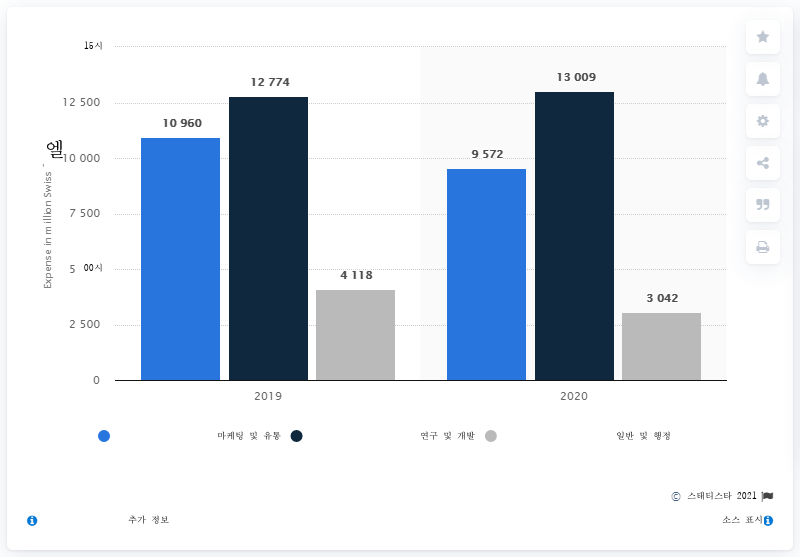 15시
12 500
10 000
7 500
5 00시
2 500
0
Expense in million Swiss
엘
10 960
12 774
4 118
9 572
13 009
3 042
2019
2020
마케팅 및 유통
연구 및 개발
일반 및 행정
© 스태티스타 2021
추가 정보
소스 표시